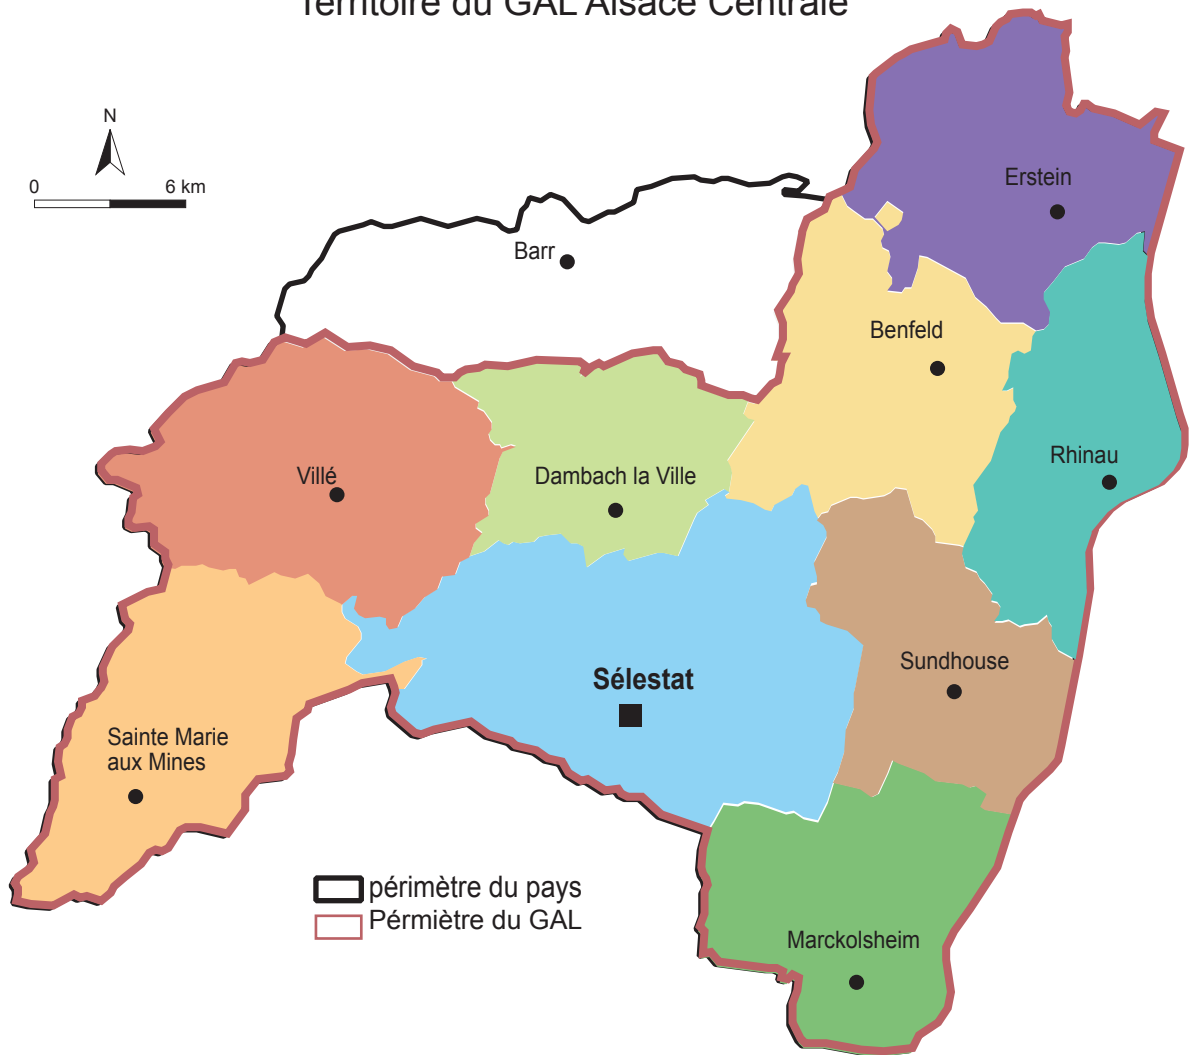 Territoire du GAL Alsace Centrale
N
0 6 km
Erstein
Barr
Benfeld
Rhinau
Villé
Dambach la Ville
Sundhouse
Sélestat
Sainte Marie
aux Mines
périmètre du pays
Pérmiètre du GAL
Marckolsheim